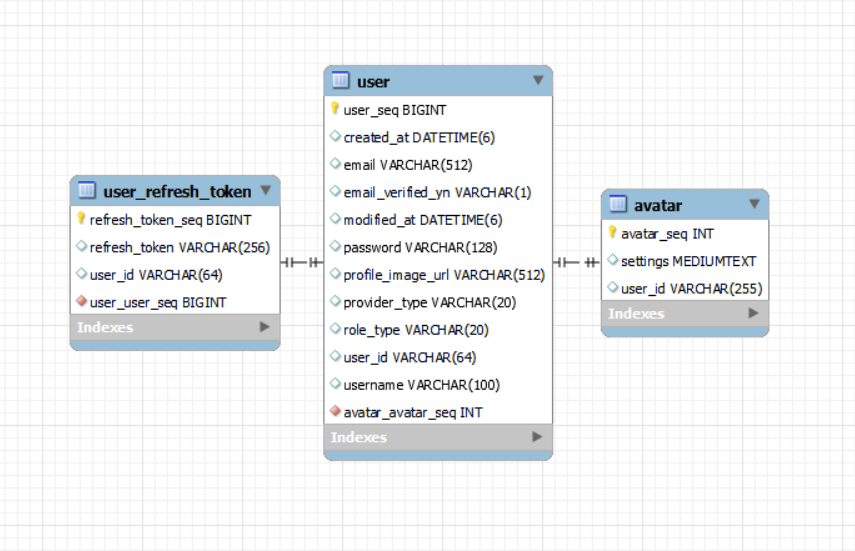 user_refresh_token
refresh_token_seq BIGINT
refresh_token VARCHAR(256)
user_id VARCHAR(64)
user_user_seq BIGINT
Indexes
user
user_seq BIGINT
created_at DATETIME(6)
email VARCHAR(512)
email_verified_yn VARCHAR(1)
modified_at DATETIME(6)
password VARCHAR(128)
profile_image_url VARCHAR(512)
provider_type VARCHAR(20)
role_type VARCHAR(20)
user_id VARCHAR(64)
username VARCHAR(100)
avatar_avatar_seq INT
Indexes
avatar
avatar_seq INT
settings MEDIUMTEXT
user_id VARCHAR(255)
Indexes